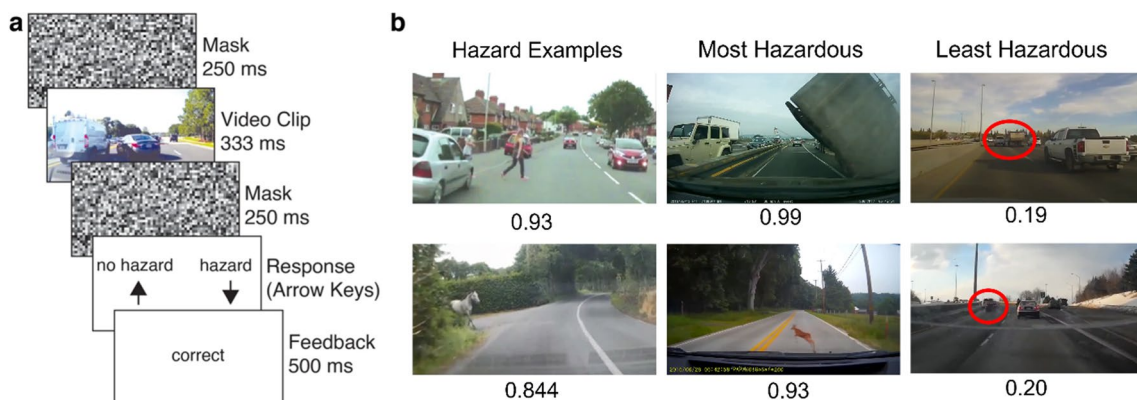 a
Mask
250 ms
Video Clip
333 ms
Mask
250 ms
no hazard
hazard
Response
(Arrow Keys)
correct
Feedback
500 ms
b
Hazard Examples
Most Hazardous
Least Hazardous
0.93
0.99
0.19
0.844
0.93
0.20